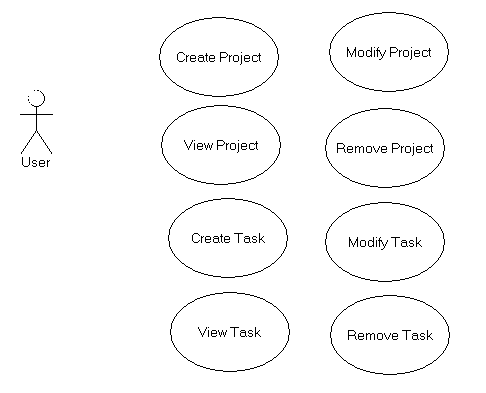 Create Project
Modify Project
View Project
Remove Project
User
Create Task
Modify Task
View Task
Remove Task